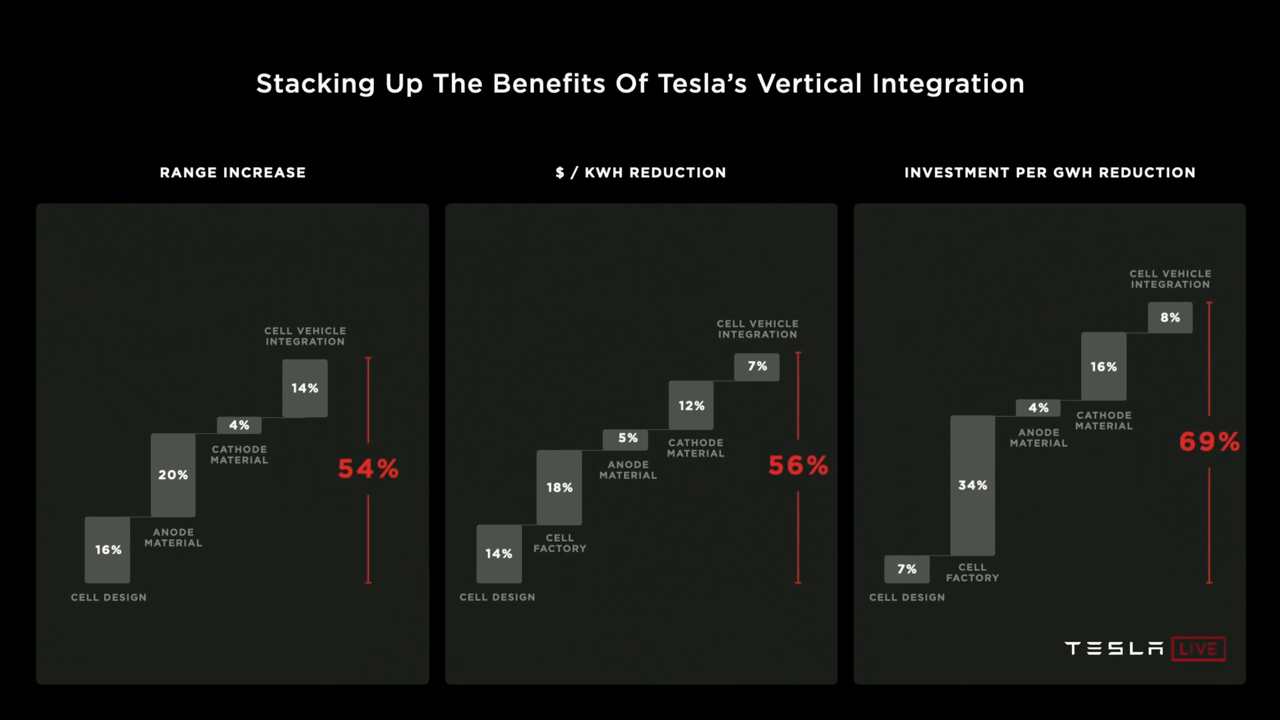 Stacking Up The Benefits Of Tesla's Vertical Integration
RANGE INCREASE
CELL VEHICLE
INTEGRATION
14%
4%
CATHODE
MATERIAL
20%
ANODE
MATERIAL
16%
CELL DESIGN
54%
$ / KWH REDUCTION
CELL VEHICLE
INTEGRATION
7%
12%
CATHODE
MATERIAL
5%
ANODE
MATERIAL
18%
CELL
FACTORY
14%
CELL DESIGN
56%
INVESTMENT PER GWH REDUCTION
CELL VEHICLE
INTEGRATION
8%
16%
CATHODE
MATERIAL
4%
ANODE
MATERIAL
34%
CELL
FACTORY
7%
CELL DESIGN
69%
TESLA LIVE